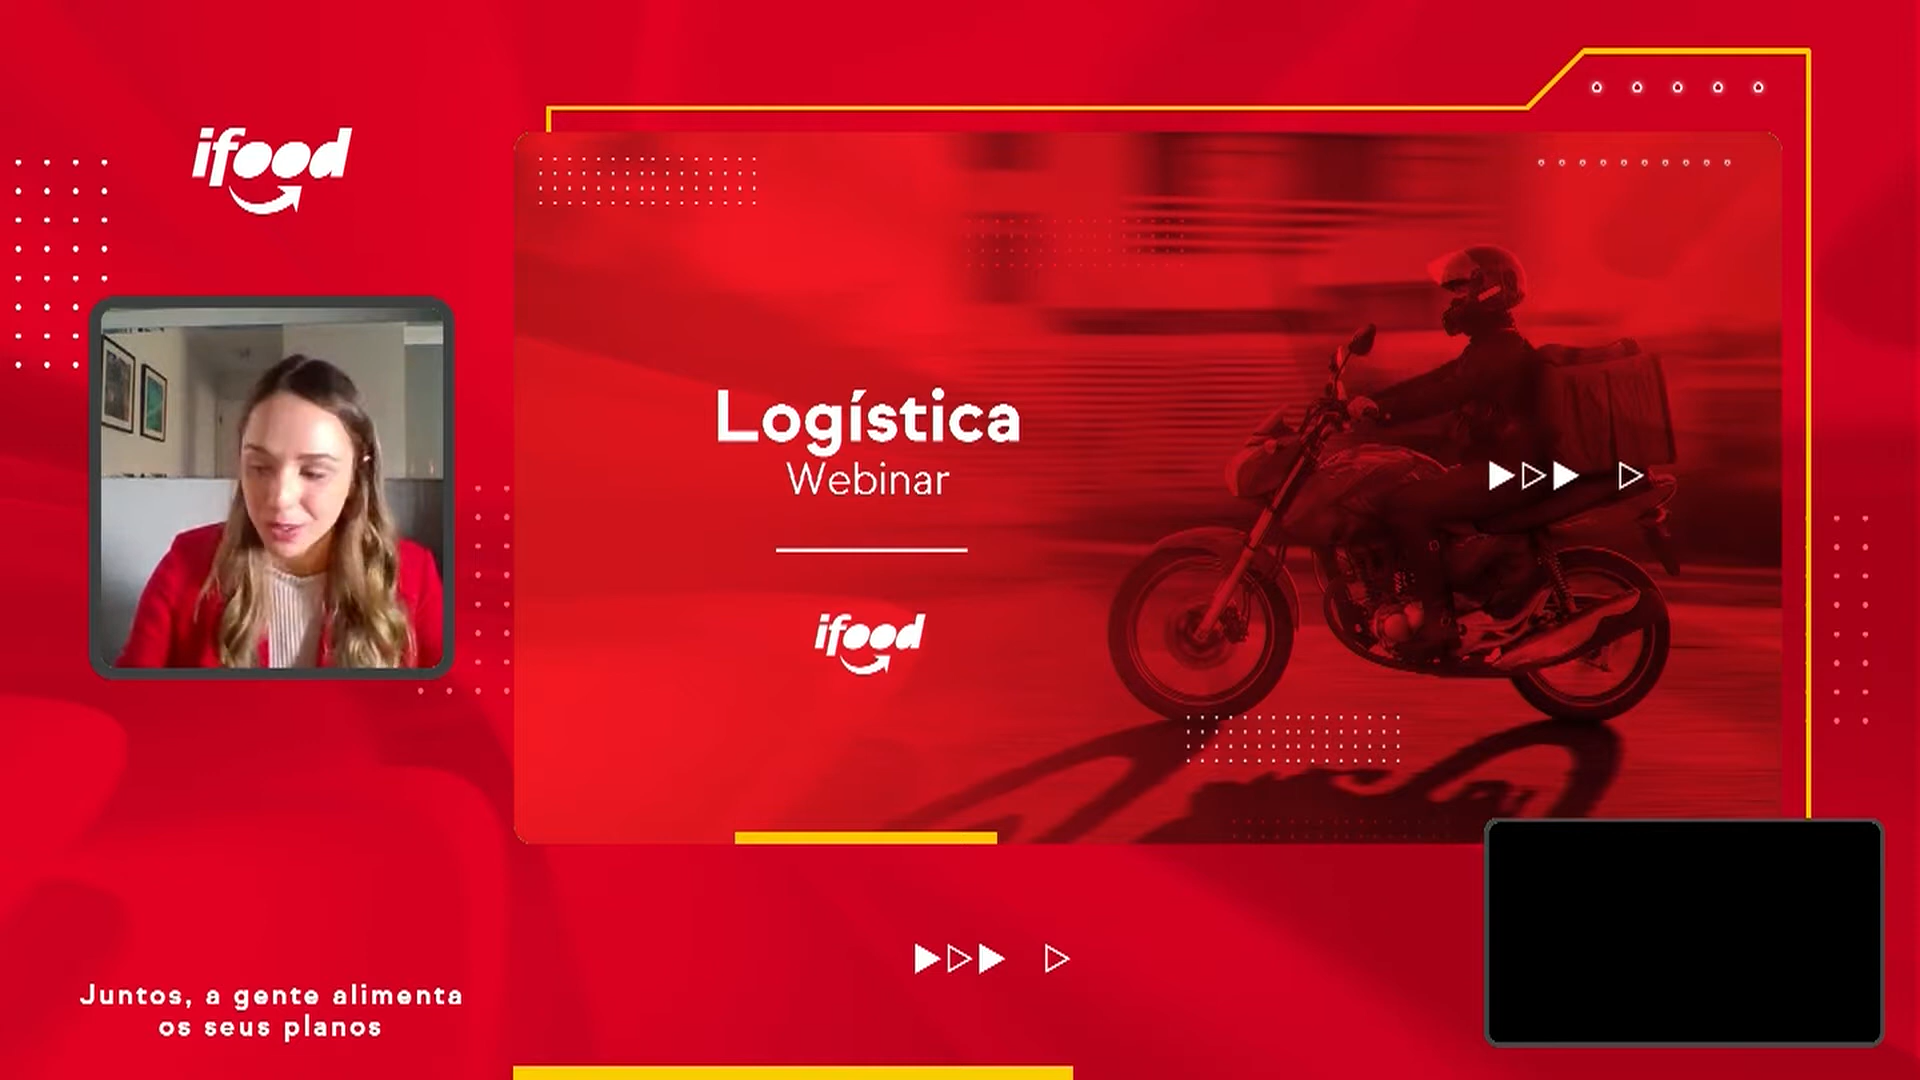 ifood
Logística
Webinar
ifood
Juntos, a gente alimenta
os seus planos